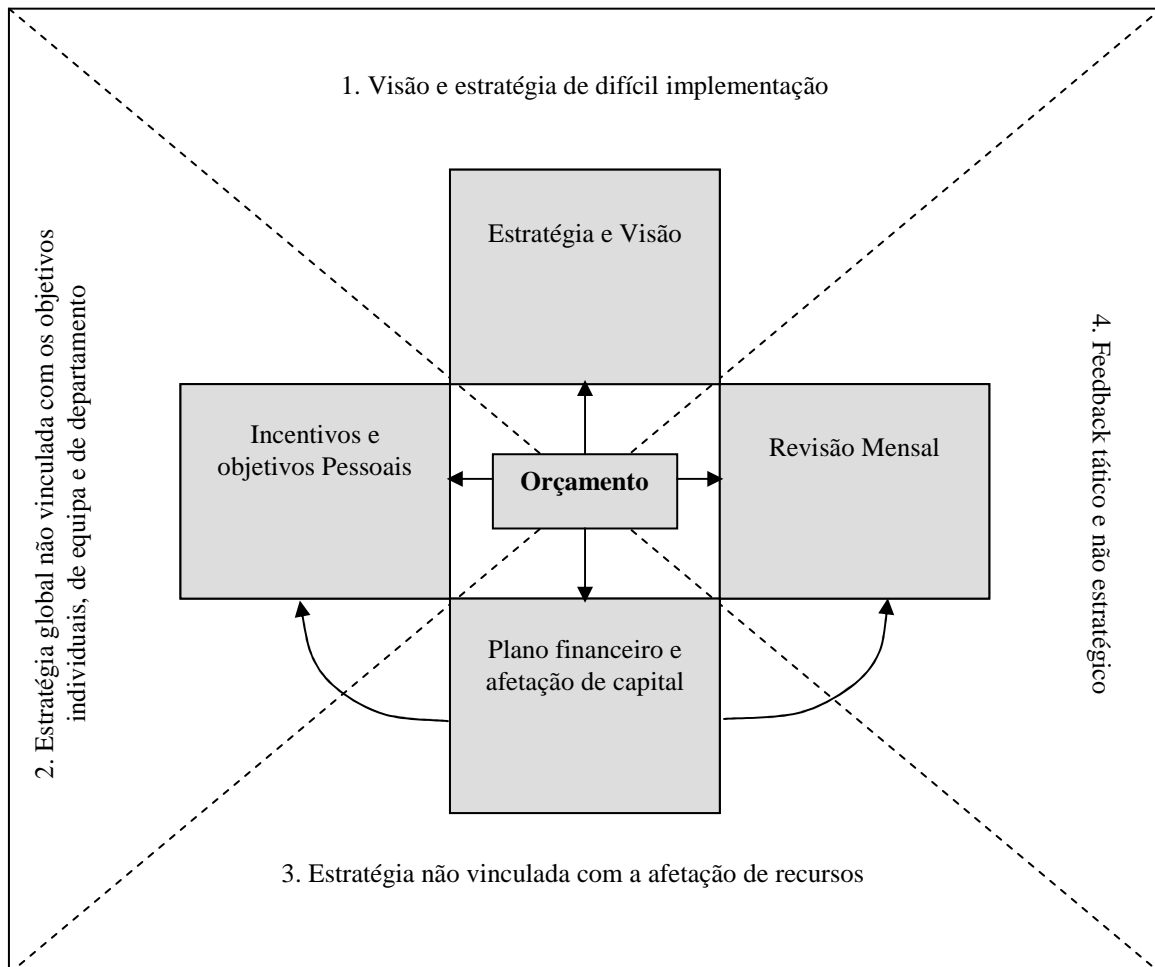 1. Visão e estratégia de difícil implementação
Estratégia e Visão
2. Estratégia global não vinculada com os objetivos
individuais, de equipa e de departamento
Incentivos e
objetivos Pessoais
Orçamento
Revisão Mensal
4. Feedback tático e não estratégico
Plano financeiro e
afetação de capital
3. Estratégia não vinculada com a afetação de recursos